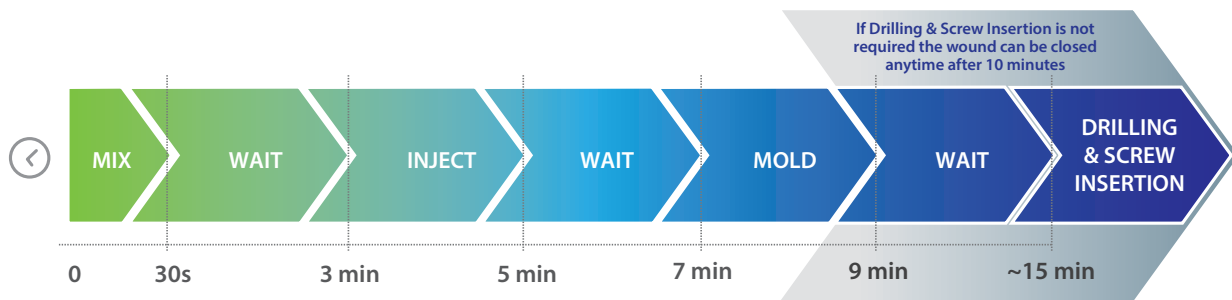 If Drilling & Screw Insertion is not
required the wound can be closed
anytime after 10 minutes
MIX
WAIT
INJECT
WAIT
MOLD
WAIT
DRILLING
& SCREW
INSERTION
0
30s
3 min
5 min
7 min
9 min
~15 min